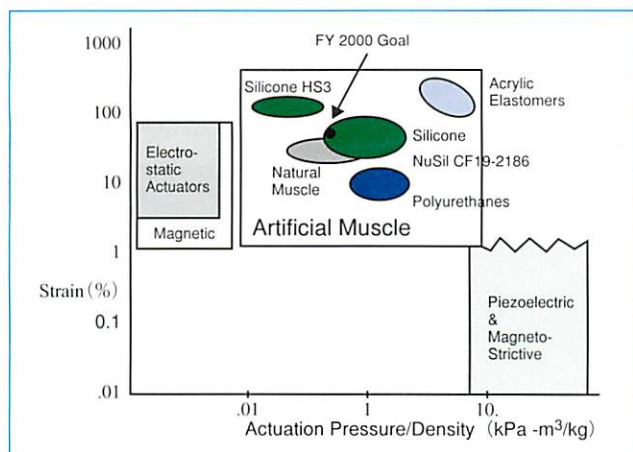 FY 2000 Goal
1000
100
10
1
0.1
.01
Strain (%)
Silicone HS3
Acrylic
Elastomers
Electro-
static
Actuators
Silicone
Natural
Muscle
NuSil CF19-2186
Polyurethanes
Magnetic
Artificial Muscle
Piezoelectric
&
Magneto-
Strictive
.01
1
10.
Actuation Pressure/Density (kPa -m³/kg)